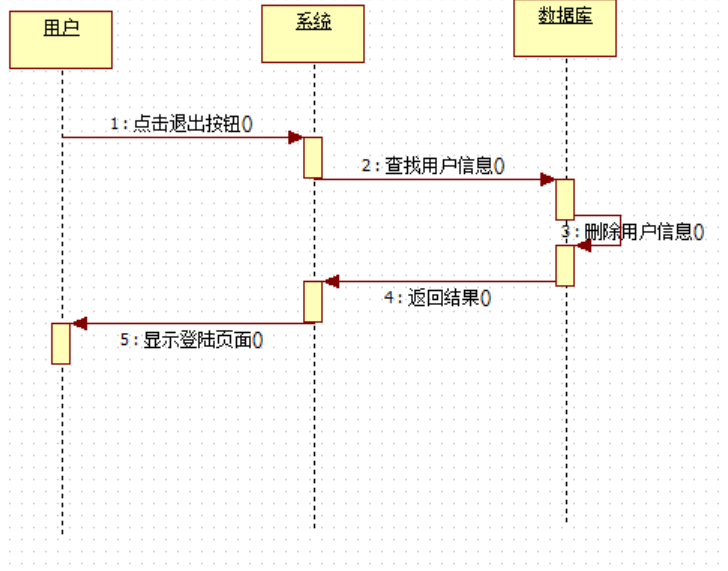 用户
系统
数据库
1:点击退出按钮()
2:查找用户信息()
3:删除用户信息()
4:返回结果()
5:显示登陆页面()